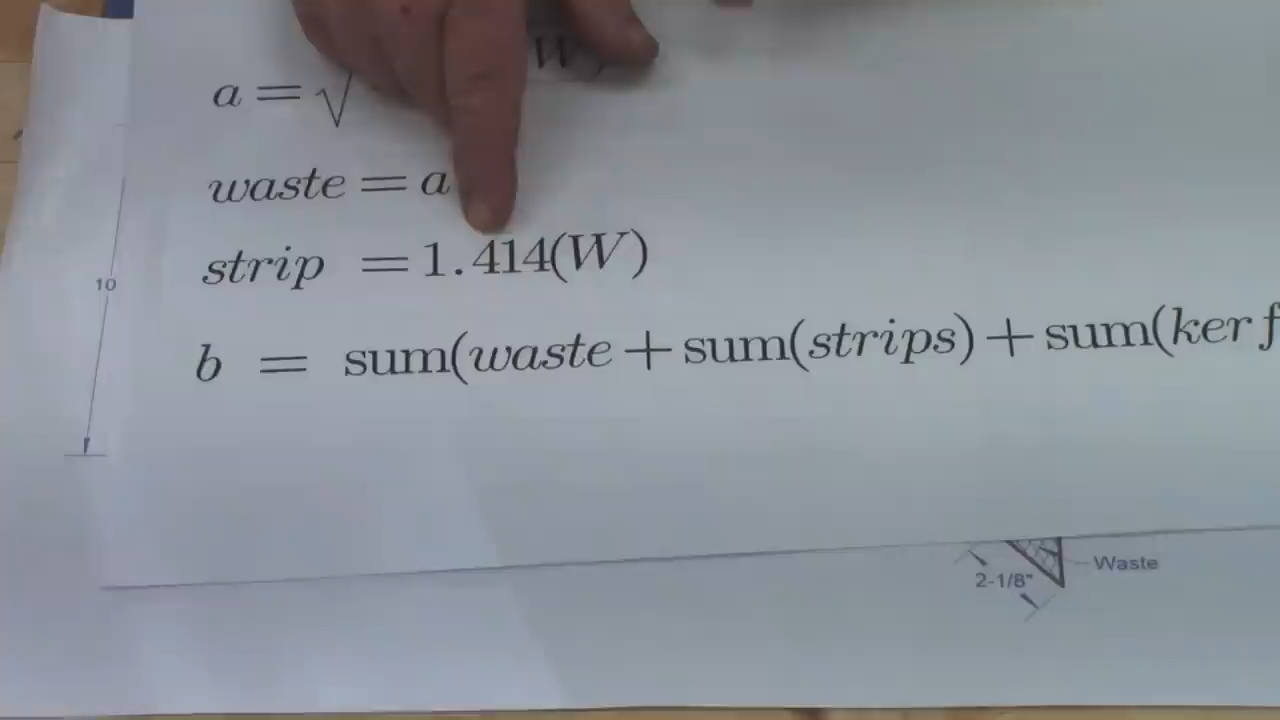 a = √ W)
waste = a
strip = 1.414(W)
10
b = sum(waste + sum(strips) + sum(kerf
Waste
2-1/8"